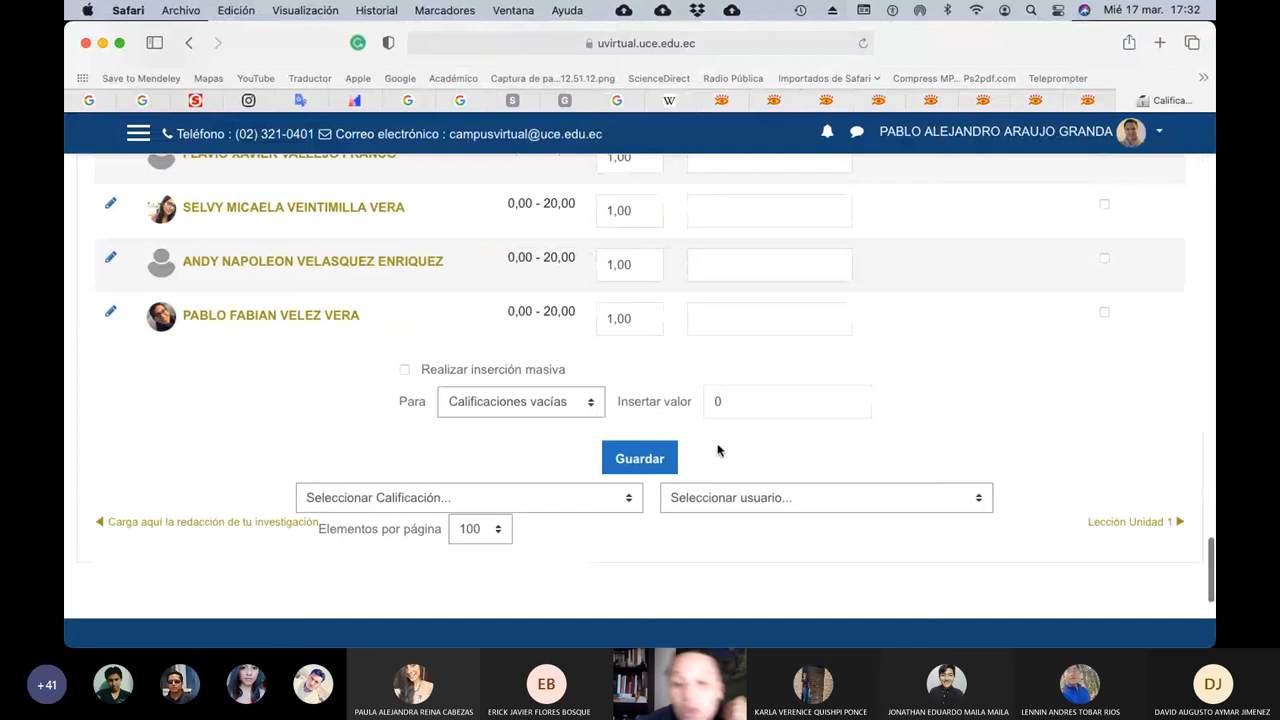 Safari Archivo Edición Visualización Historial Marcadores Ventana Ayuda Mié 17 mar. 17:32
uvirtual.uce.edu.ec
Save to Mendeley Mapas YouTube Traductor Apple Google Académico Captura de pa...12.51.12.png ScienceDirect Radio Pública Importados de Safari Compress MP... Ps2pdf.com Teleprompter
Califica...
Teléfono : (02) 321-0401 Correo electrónico : campusvirtual@uce.edu.ec PABLO ALEJANDRO ARAUJO GRANDA
FLAVIO XAVIER VALLEJO FRANCO 1,00
SELVY MICAELA VEINTIMILLA VERA 0,00 - 20,00 1,00
ANDY NAPOLEON VELASQUEZ ENRIQUEZ 0,00 - 20,00 1,00
PABLO FABIAN VELEZ VERA 0,00 - 20,00 1,00
Realizar inserción masiva
Para Calificaciones vacías Insertar valor 0
Guardar
Seleccionar Calificación... Seleccionar usuario...
Carga aquí la redacción de tu investigación Elementos por página 100 Lección Unidad 1
+41 EB DJ
PAULA ALEJANDRA REINA CABEZAS ERICK JAVIER FLORES BOSQUE KARLA VERENICE QUISHPI PONCE JONATHAN EDUARDO MAILA MAILA LENNIN ANDRES TOBAR RIOS DAVID AUGUSTO AYMAR JIMENEZ